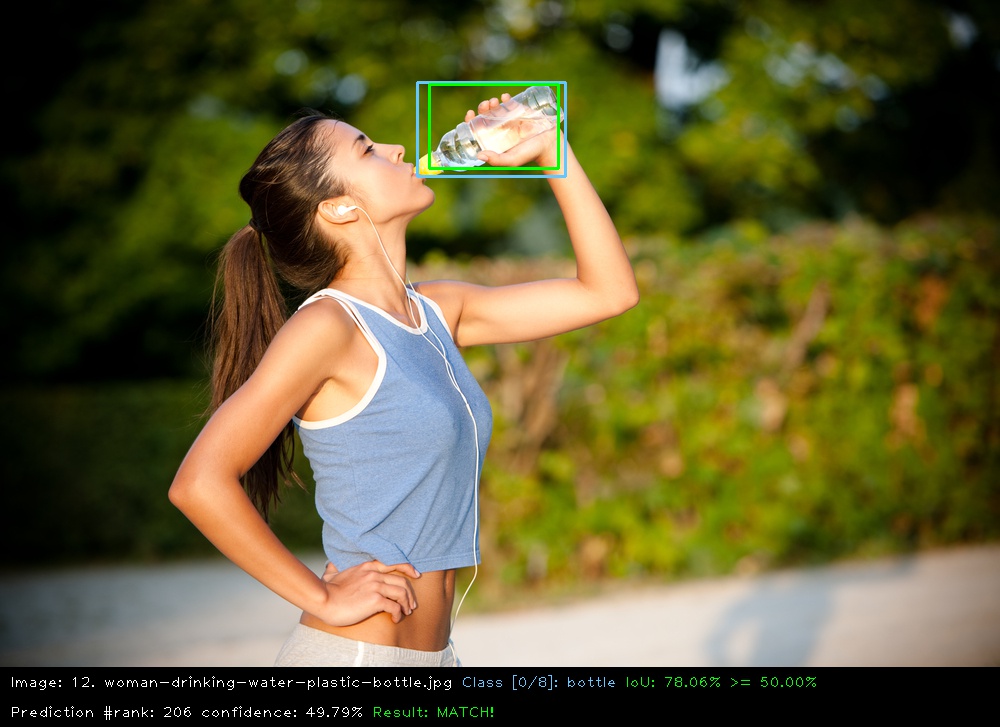 Image: 12. woman-drinking-water-plastic-bottle.jpg Class [0/8]: bottle IoU: 78.06% >= 50.00%
Prediction #rank: 206 confidence: 49.79% Result: MATCH!